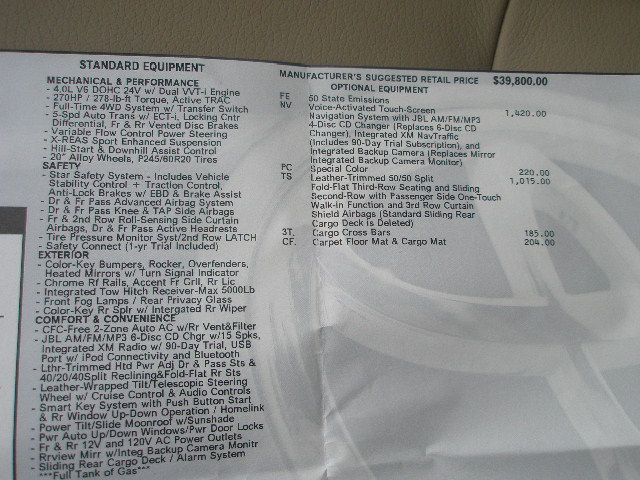 STANDARD EQUIPMENT
MECHANICAL & PERFORMANCE
- 4.0L V6 DOHC 24V w/ Dual VVT-i Engine
- 270HP / 278-lb-ft Torque, Active TRAC
- Full-Time 4WD System w/ Transfer Switch
- 5-Spd Auto Trans w/ ECT-i, Locking Cntr
Differential, Fr & Rr Vented Disc Brakes
- Variable Flow Control Power Steering
- X-REAS Sport Enhanced Suspension
- Hill-Start & Downhill Assist Control
- 20" Alloy Wheels, P245/60R20 Tires
SAFETY
- Star Safety System - Includes Vehicle
Stability Control + Traction Control,
Anti-Lock Brakes w/ EBD & Brake Assist
- Dr & Fr Pass Advanced Airbag System
- Dr & Fr Pass Knee & TAP Side Airbags
- Fr & 2nd Row Roll-Sensing Side Curtain
Airbags, Dr & Fr Pass Active Headrests
- Tire Pressure Monitor Syst/2nd Row LATCH
- Safety Connect (1-yr Trial Included)
EXTERIOR
- Color-Key Bumpers, Rocker, Overfenders,
Heated Mirrors w/ Turn Signal Indicator
- Chrome Rf Rails, Accent Fr Gril, Rr Lic
- Integrated Tow Hitch Receiver-Max 5000Lb
- Front Fog Lamps / Rear Privacy Glass
- Color-Key Rr Splr w/ Intergated Rr Wiper
COMFORT & CONVENIENCE
- CFC-Free 2-Zone Auto AC w/Rr Vent&Filter
- JBL AM/FM/MP3 6-Disc CD Chgr w/15 Spks,
Integrated XM Radio w/ 90-Day Trial, USB
Port w/ iPod Connectivity and Bluetooth
- Lthr-Trimmed Htd Pwr Adj Dr & Pass Sts &
40/20/40Split Reclining&Fold-Flat Rr Sts
- Leather-Wrapped Tilt/Telescopic Steering
Wheel w/ Cruise Control & Audio Controls
- Smart Key System with Push Button Start
& Rr Window Up-Down Operation / Homelink
- Power Tilt/Slide Moonroof w/Sunshade
- Pwr Auto Up/Down Windows/Pwr Door Locks
- Fr & Rr 12V and 120V AC Power Outlets
- Rrview Mirr w/Integ Backup Camera Monitr
- Sliding Rear Cargo Deck / Alarm System
***Full Tank of Gas***
MANUFACTURER'S SUGGESTED RETAIL PRICE $39,800.00
OPTIONAL EQUIPMENT
FE 50 State Emissions
NV Voice-Activated Touch-Screen 1,420.00
Navigation System with JBL AM/FM/MP3
4-Disc CD Changer (Replaces 6-Disc CD
Changer), Integrated XM NavTraffic
(Includes 90-Day Trial Subscription), and
Integrated Backup Camera (Replaces Mirror
Integrated Backup Camera Monitor)
PC Special Color 220.00
TS Leather-Trimmed 50/50 Split 1,015.00
Fold-Flat Third-Row Seating and Sliding
Second-Row with Passenger Side One-Touch
Walk-in Function and 3rd Row Curtain
Shield Airbags (Standard Sliding Rear
Cargo Deck is Deleted)
3T. Cargo Cross Bars 185.00
CF. Carpet Floor Mat & Cargo Mat 204.00